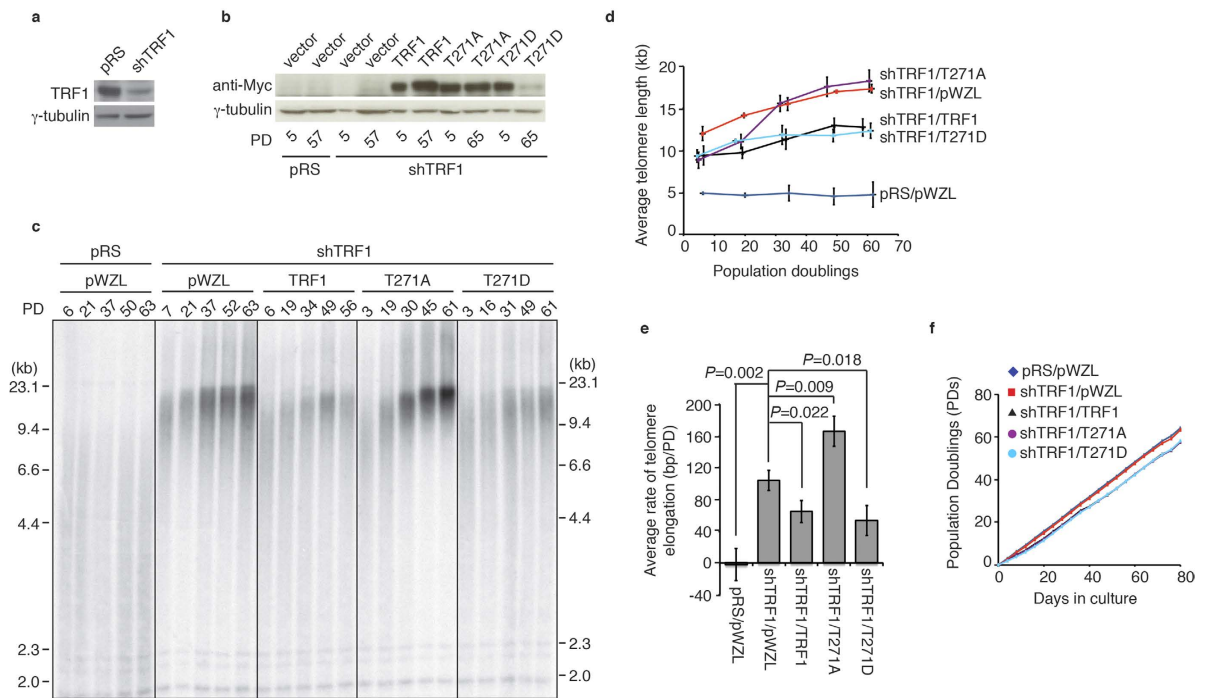 a
pRS
shTRF1
TRF1
γ-tubulin
b
vector
vector
vector
vector
TRF1
TRF1
T271A
T271A
T271D
T271D
anti-Myc
γ-tubulin
PD 5 57 5 57 5 57 5 65 5 65
pRS shTRF1
c
pRS shTRF1
pWZL pWZL TRF1 T271A T271D
PD 6 21 37 50 63 7 21 37 52 63 6 19 34 49 56 3 19 30 45 61 3 16 31 49 61
(kb)
23.1
9.4
6.6
4.4
2.3
2.0
(kb)
23.1
9.4
6.6
4.4
2.3
2.0
d
Average telomere length (kb)
20
15
10
5
0
0 10 20 30 40 50 60 70
Population doublings
shTRF1/T271A
shTRF1/pWZL
shTRF1/TRF1
shTRF1/T271D
pRS/pWZL
e
P=0.018
P=0.002
P=0.009
P=0.022
Average rate of telomere
elongation (bp/PD)
200
160
120
80
40
0
-40
pRS/pWZL
shTRF1/pWZL
shTRF1/TRF1
shTRF1/T271A
shTRF1/T271D
f
pRS/pWZL
shTRF1/pWZL
shTRF1/TRF1
shTRF1/T271A
shTRF1/T271D
Population Doublings (PDs)
80
60
40
20
0
0 20 40 60 80
Days in culture